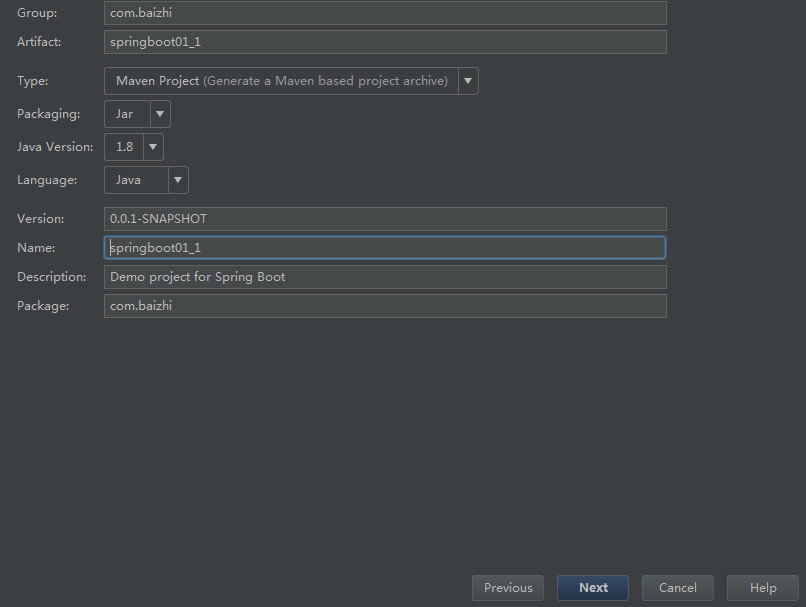 Group: com.baizhi
Artifact: springboot01_1
Type: Maven Project (Generate a Maven based project archive)
Packaging: Jar
Java Version: 1.8
Language: Java
Version: 0.0.1-SNAPSHOT
Name: springboot01_1
Description: Demo project for Spring Boot
Package: com.baizhi
Previous Next Cancel Help